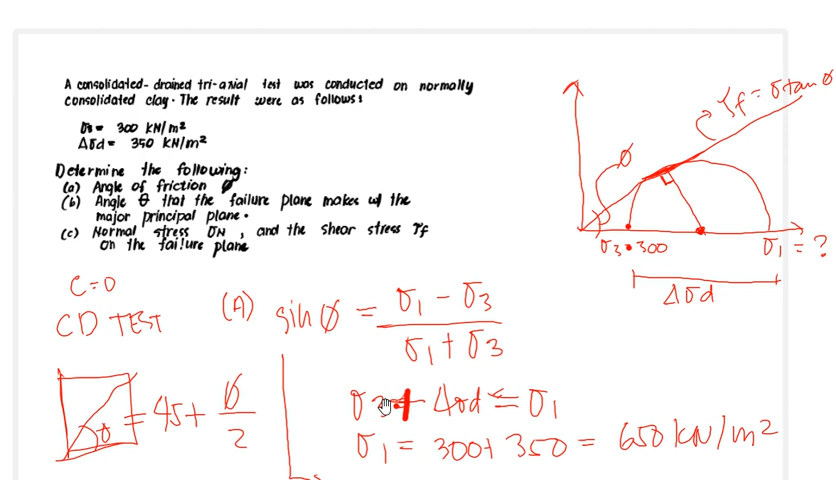 A consolidated-drained tri-axial test was conducted on normally
consolidated clay. The result were as follows:
σ3 = 300 KN/m²
Δσd = 350 KN/m²
Determine the following:
(a) Angle of friction ϕ
(b) Angle θ that the failure plane makes w/ the
major principal plane.
(c) Normal stress σN, and the shear stress τf
on the failure plane
τf = σ tan ϕ
ϕ
σ3 • 300
σ1 = ?
Δσd
C = 0
CD TEST
(A) sin ϕ = σ1 - σ3
σ1 + σ3
θ = 45 + ϕ
2
σ3 + Δσd = σ1
σ1 = 300 + 350 = 650 KN/m²